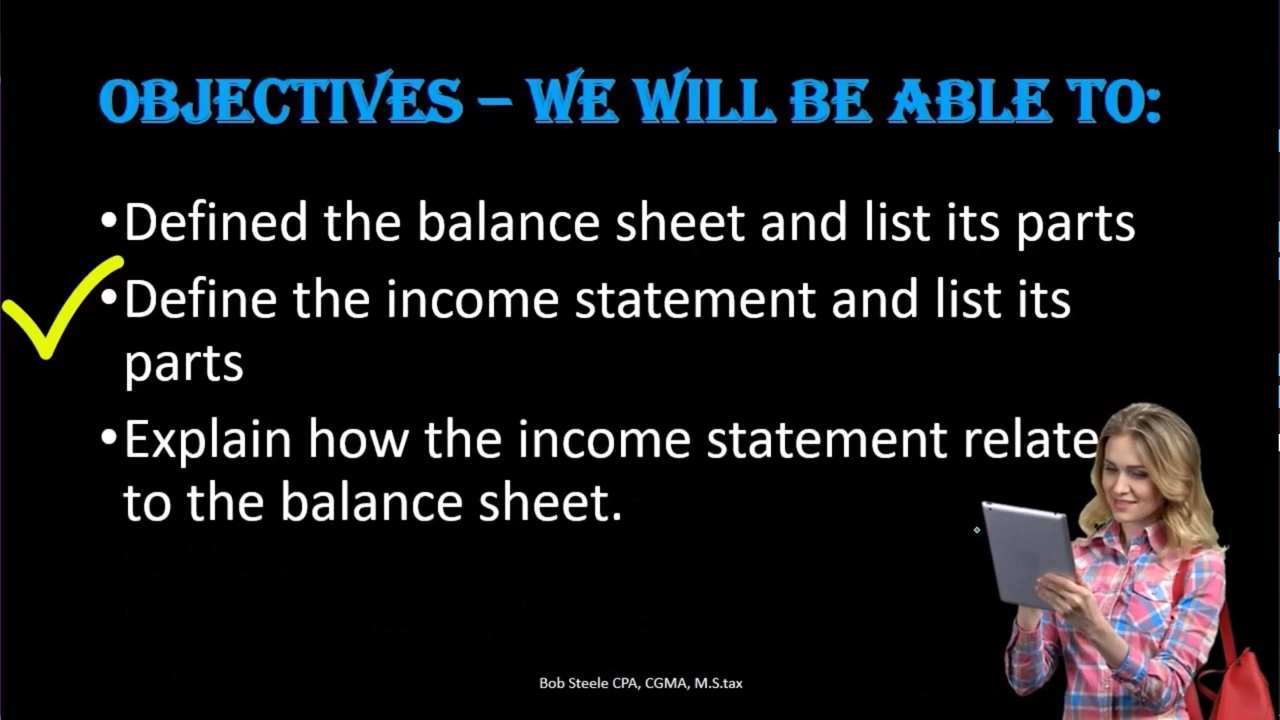 OBJECTIVES – WE WILL BE ABLE TO:
•Defined the balance sheet and list its parts
•Define the income statement and list its
parts
•Explain how the income statement relate
to the balance sheet.
Bob Steele CPA, CGMA, M.S.tax